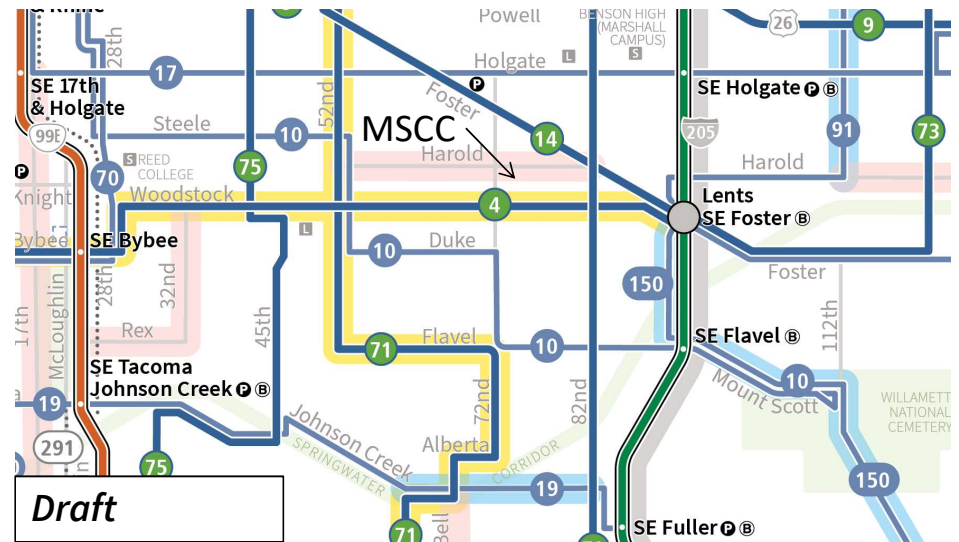 & Rhine
28th
Powell
BENSON HIGH
(MARSHALL
CAMPUS)
S
26
9
17
Holgate
L
SE 17th
& Holgate
P
SE Holgate P B
52nd
Foster
99E
Steele
10
MSCC
14
205
91
73
75
Harold
Harold
P
S REED
COLLEGE
70
Knight
Woodstock
4
Lents
SE Foster B
L
Bybee
SE Bybee
10
Duke
Foster
28th
McLoughlin
32nd
150
17th
45th
Rex
71
Flavel
10
SE Flavel B
112th
SE Tacoma
Johnson Creek P B
19
72nd
82nd
10
Mount Scott
WILLAMETT
NATIONAL
CEMETERY
Johnson Creek
291
SPRINGWATER
CORRIDOR
Alberta
75
19
150
71
Bell
SE Fuller P B
Draft